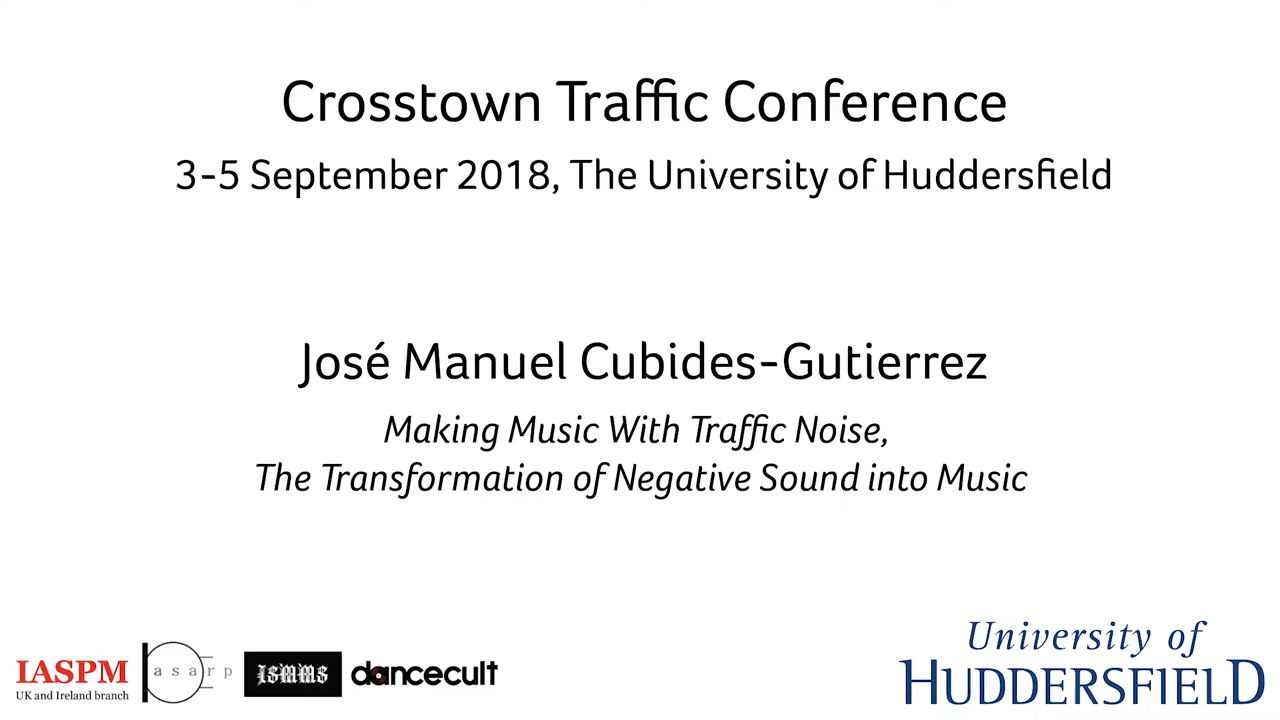 Crosstown Traffic Conference
3-5 September 2018, The University of Huddersfield
José Manuel Cubides-Gutierrez
Making Music With Traffic Noise,
The Transformation of Negative Sound into Music
IASPM
UK and Ireland branch
asarp
ismms
dancecult
University of
HUDDERSFIELD